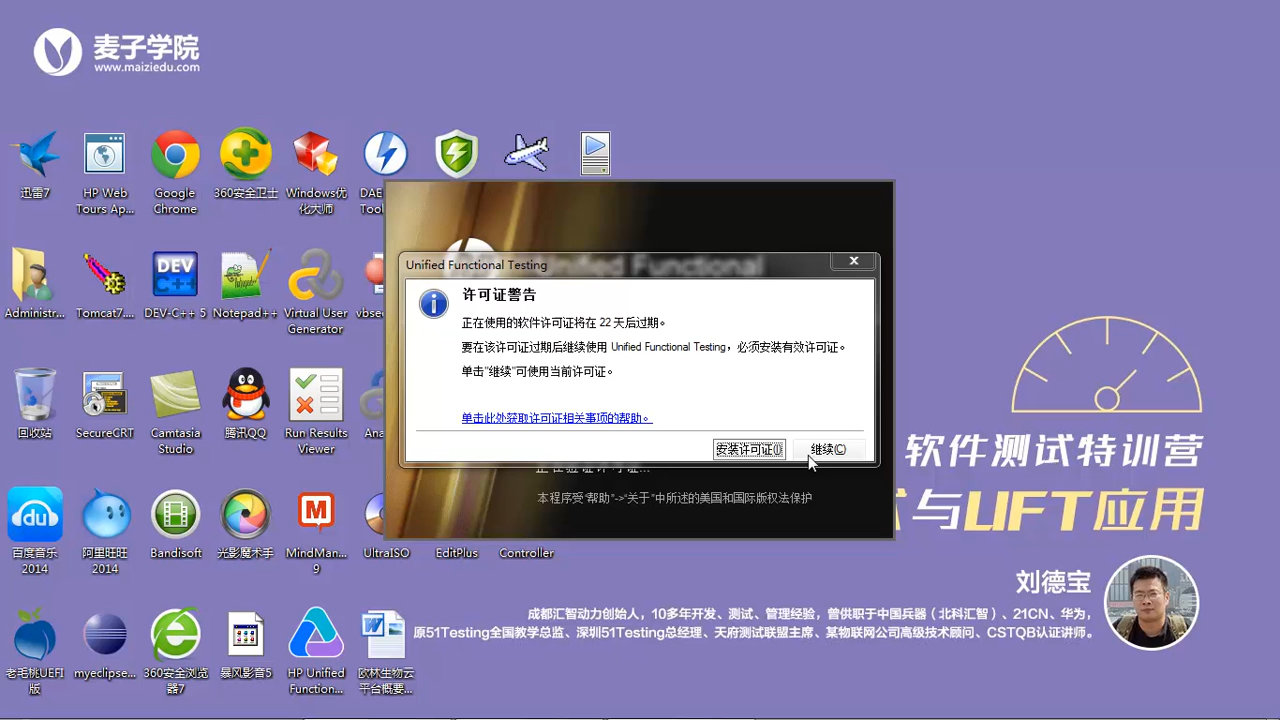 麦子学院
www.maiziedu.com
迅雷7
HP Web
Tours Ap...
Google
Chrome
360安全卫士
Windows优
化大师
DAE
Tool
Administr...
Tomcat7....
DEV-C++ 5
Notepad++
Virtual User
Generator
vbsec
回收站
SecureCRT
Camtasia
Studio
腾讯QQ
Run Results
Viewer
Ana
百度音乐
2014
阿里旺旺
2014
Bandisoft
光影魔术手
MindMan...
9
UltraISO
EditPlus
Controller
老毛桃UEFI
版
myeclipse...
360安全浏览
器7
暴风影音5
HP Unified
Function...
欧林生物云
平台概要...
DEV
C++
du
M
Unified Functional
Unified Functional Testing
许可证警告
正在使用的软件许可证将在 22 天后过期。
要在该许可证过期后继续使用 Unified Functional Testing，必须安装有效许可证。
单击"继续"可使用当前许可证。
单击此处获取许可证相关事项的帮助。
安装许可证(I)
继续(C)
正在验证许可证...
本程序受"帮助"->"关于"中所述的美国和国际版权法保护
软件测试特训营
与UFT应用
刘德宝
成都汇智动力创始人，10多年开发、测试、管理经验，曾供职于中国兵器（北科汇智）、21CN、华为，
原51Testing全国教学总监、深圳51Testing总经理、天府测试联盟主席、某物联网公司高级技术顾问、CSTQB认证讲师。